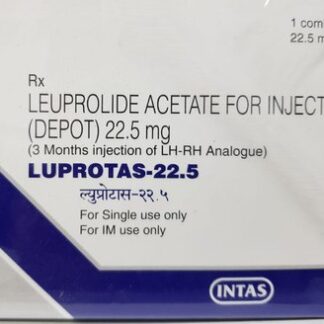 1 com
22.5 m
Rx
LEUPROLIDE ACETATE FOR INJECT
(DEPOT) 22.5 mg
(3 Months injection of LH-RH Analogue)
LUPROTAS-22.5
ल्युप्रोटास-२२.५
For Single use only
For IM use only
INTAS